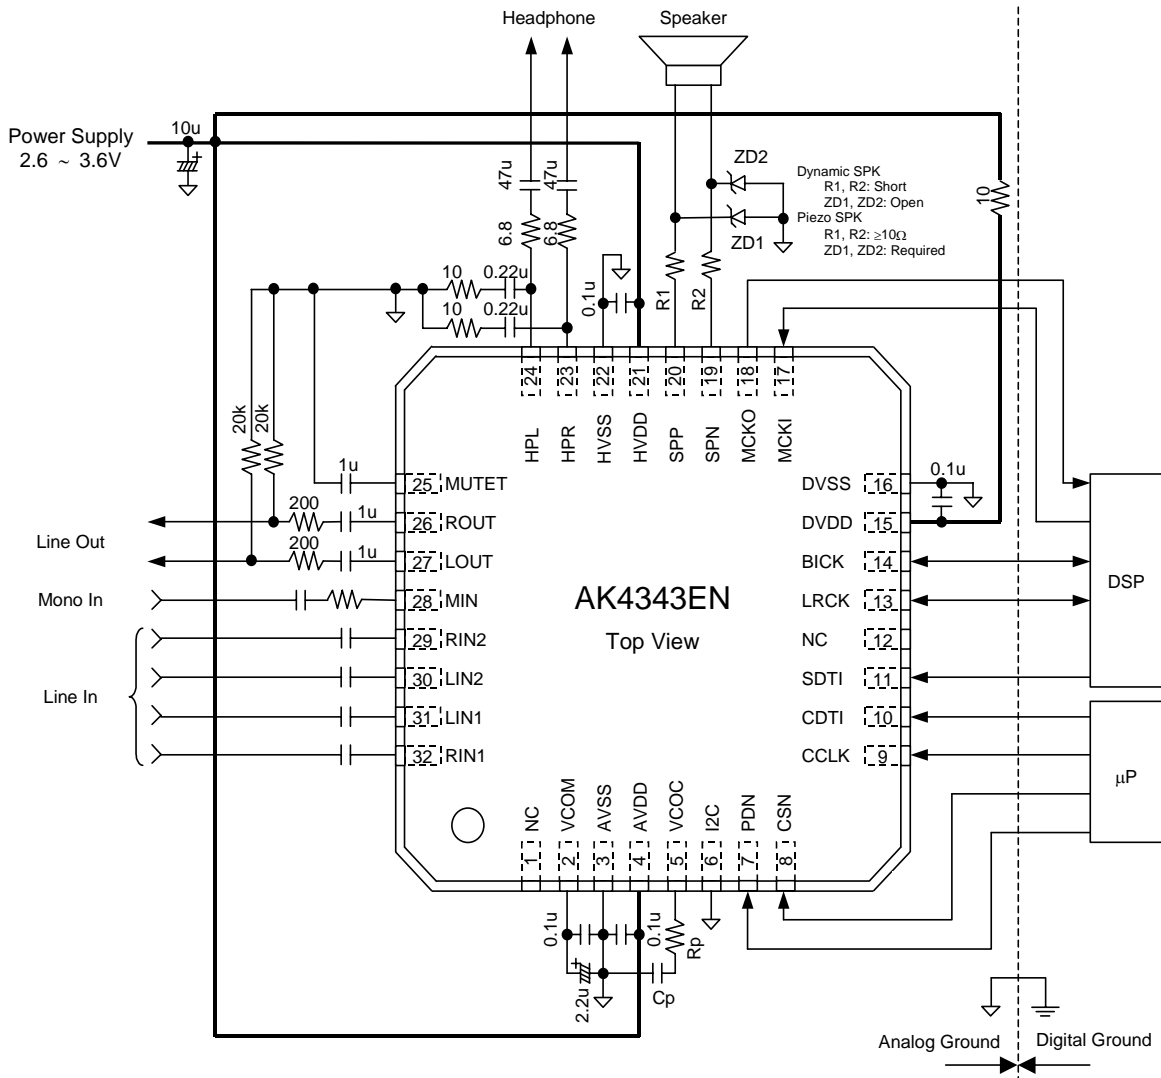 Headphone
Speaker
Power Supply
2.6 ~ 3.6V
10u
47u
47u
6.8
6.8
ZD2
ZD1
Dynamic SPK
R1, R2: Short
ZD1, ZD2: Open
Piezo SPK
R1, R2: ≥10Ω
ZD1, ZD2: Required
10
10
0.22u
10
0.22u
0.1u
R1
R2
24
23
22
21
20
19
18
17
HPL
HPR
HVSS
HVDD
SPP
SPN
MCKO
MCKI
20k
20k
1u
25
MUTET
200
1u
26
ROUT
200
1u
27
LOUT
Line Out
Mono In
28
MIN
29
RIN2
30
LIN2
Line In
31
LIN1
32
RIN1
AK4343EN
Top View
DVSS
16
0.1u
DVDD
15
BICK
14
LRCK
13
NC
12
SDTI
11
CDTI
10
CCLK
9
DSP
µP
NC
VCOM
AVSS
AVDD
VCOC
I2C
PDN
CSN
1
2
3
4
5
6
7
8
0.1u
0.1u
Rp
2.2u
Cp
+
+
Analog Ground
Digital Ground